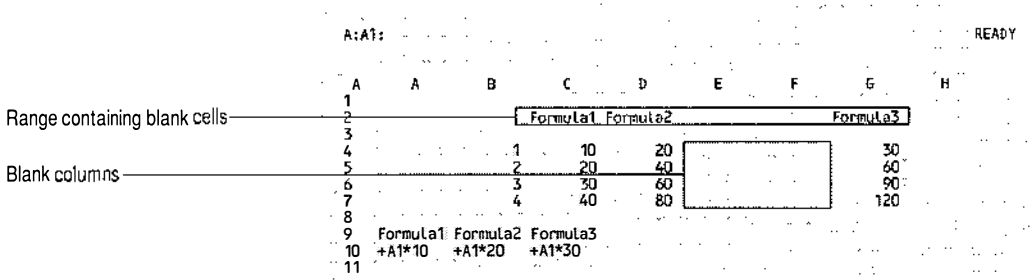 A:A1: READY
A A B C D E F G H
1
Range containing blank cells 2 Formula1 Formula2 Formula3
3
4 1 10 20 30
Blank columns 5 2 20 40 60
6 3 30 60 90
7 4 40 80 120
8
9 Formula1 Formula2 Formula3
10 +A1*10 +A1*20 +A1*30
11